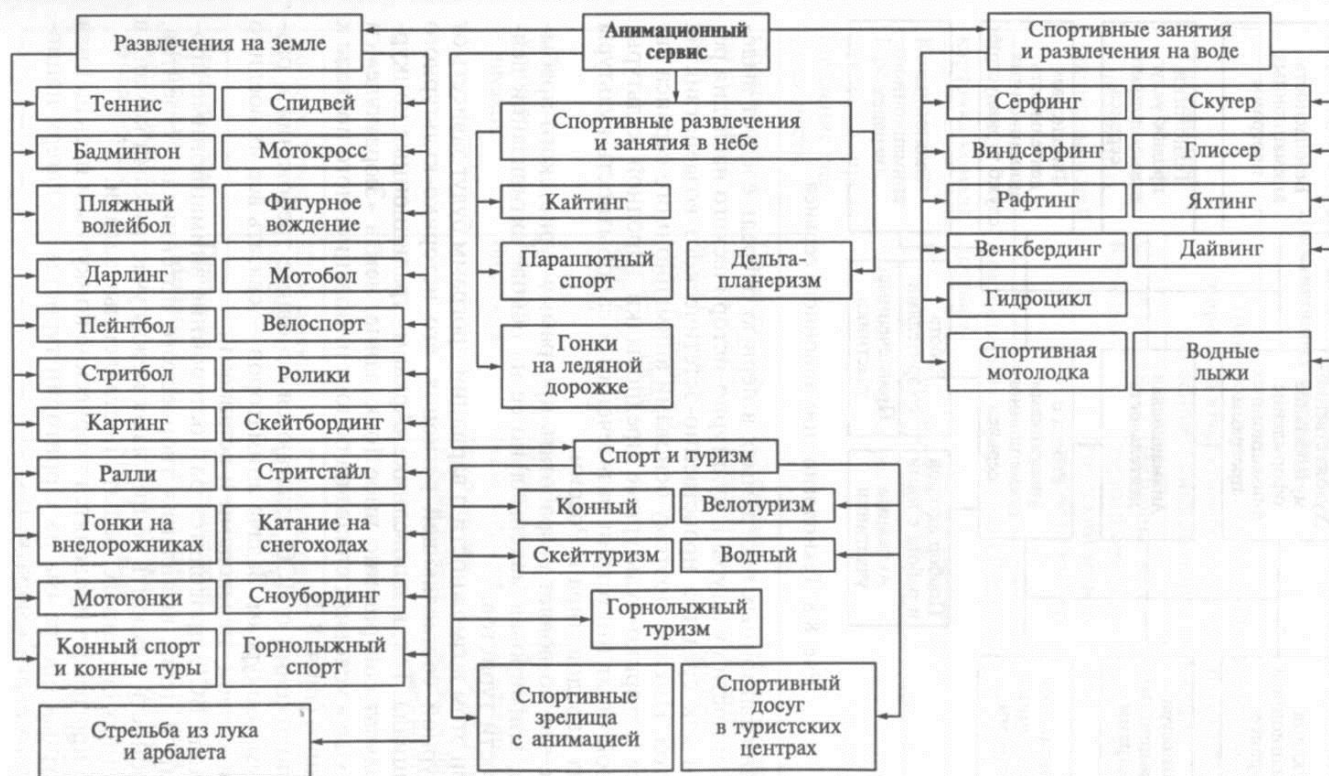 Анимационный
сервис
Развлечения на земле
Теннис
Бадминтон
Пляжный
волейбол
Дарлинг
Пейнтбол
Стритбол
Картинг
Ралли
Гонки на
внедорожниках
Мотогонки
Конный спорт
и конные туры
Стрельба из лука
и арбалета
Спидвей
Мотокросс
Фигурное
вождение
Мотобол
Велоспорт
Ролики
Скейтбординг
Стритстайл
Катание на
снегоходах
Сноубординг
Горнолыжный
спорт
Спортивные развлечения
и занятия в небе
Кайтинг
Парашютный
спорт
Дельта-
планеризм
Гонки
на ледяной
дорожке
Спорт и туризм
Конный
Велотуризм
Скейттуризм
Водный
Горнолыжный
туризм
Спортивные
зрелища
с анимацией
Спортивный
досуг
в туристских
центрах
Спортивные занятия
и развлечения на воде
Серфинг
Виндсерфинг
Рафтинг
Венкбердинг
Гидроцикл
Спортивная
мотолодка
Скутер
Глиссер
Яхтинг
Дайвинг
Водные
лыжи